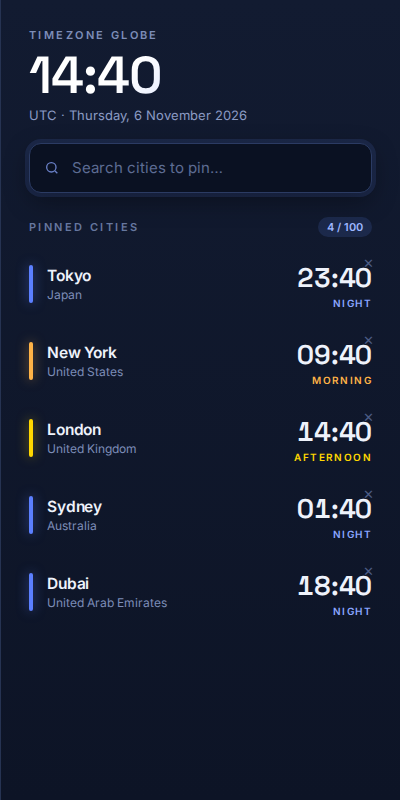 TIMEZONE GLOBE
14:40
UTC · Thursday, 6 November 2026
Search cities to pin...
PINNED CITIES 4 / 100
Tokyo 23:40 ×
Japan NIGHT
New York 09:40 ×
United States MORNING
London 14:40 ×
United Kingdom AFTERNOON
Sydney 01:40 ×
Australia NIGHT
Dubai 18:40 ×
United Arab Emirates NIGHT